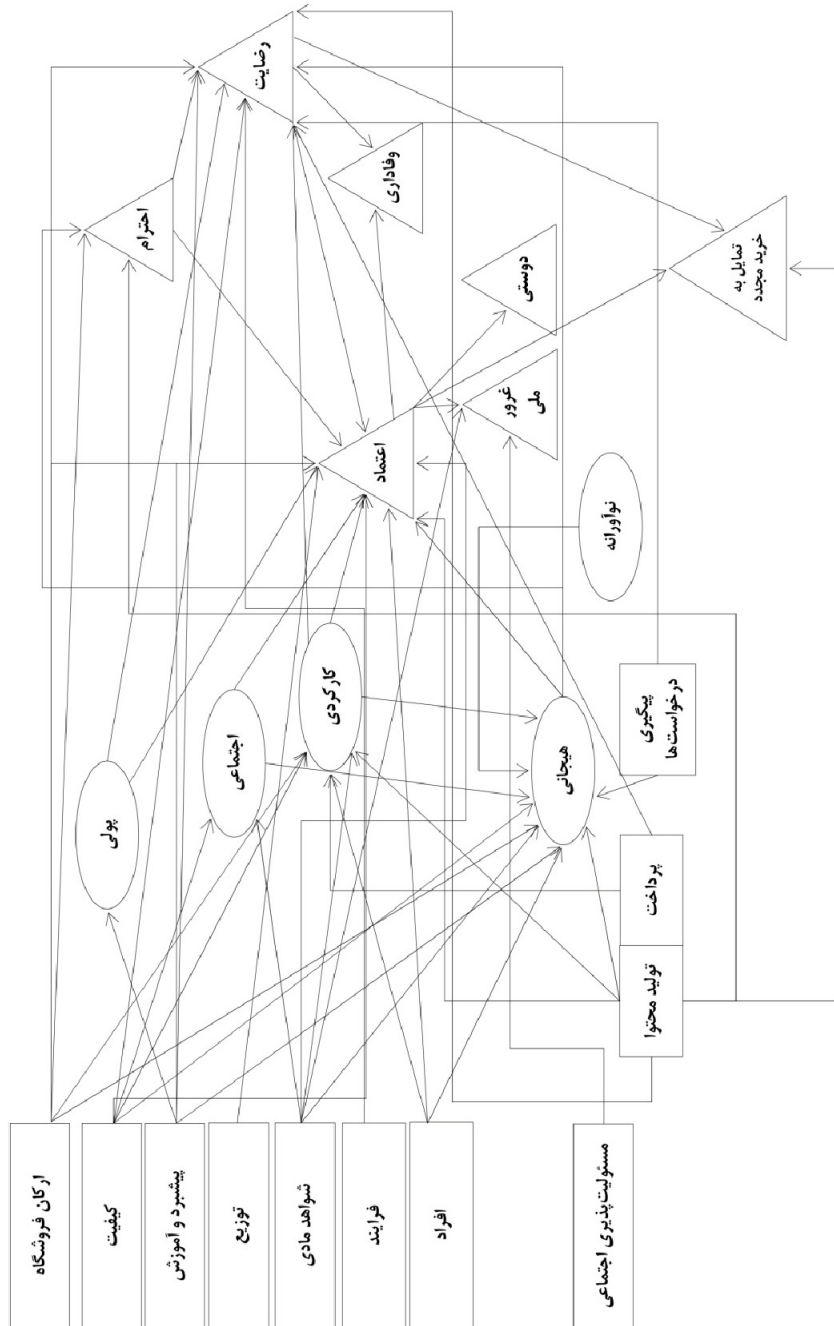 ارکان فروشگاه
کیفیت
پیشبرد و آموزش
توزیع
شواهد مادی
فرایند
افراد
مسئولیت‌پذیری اجتماعی
تولید محتوا
پرداخت
پیگیری
درخواست‌ها
پولی
اجتماعی
کارکردی
هیجانی
نوآورانه
احترام
رضایت
اعتماد
وفاداری
دوستی
غرور
ملی
تمایل به
خرید مجدد